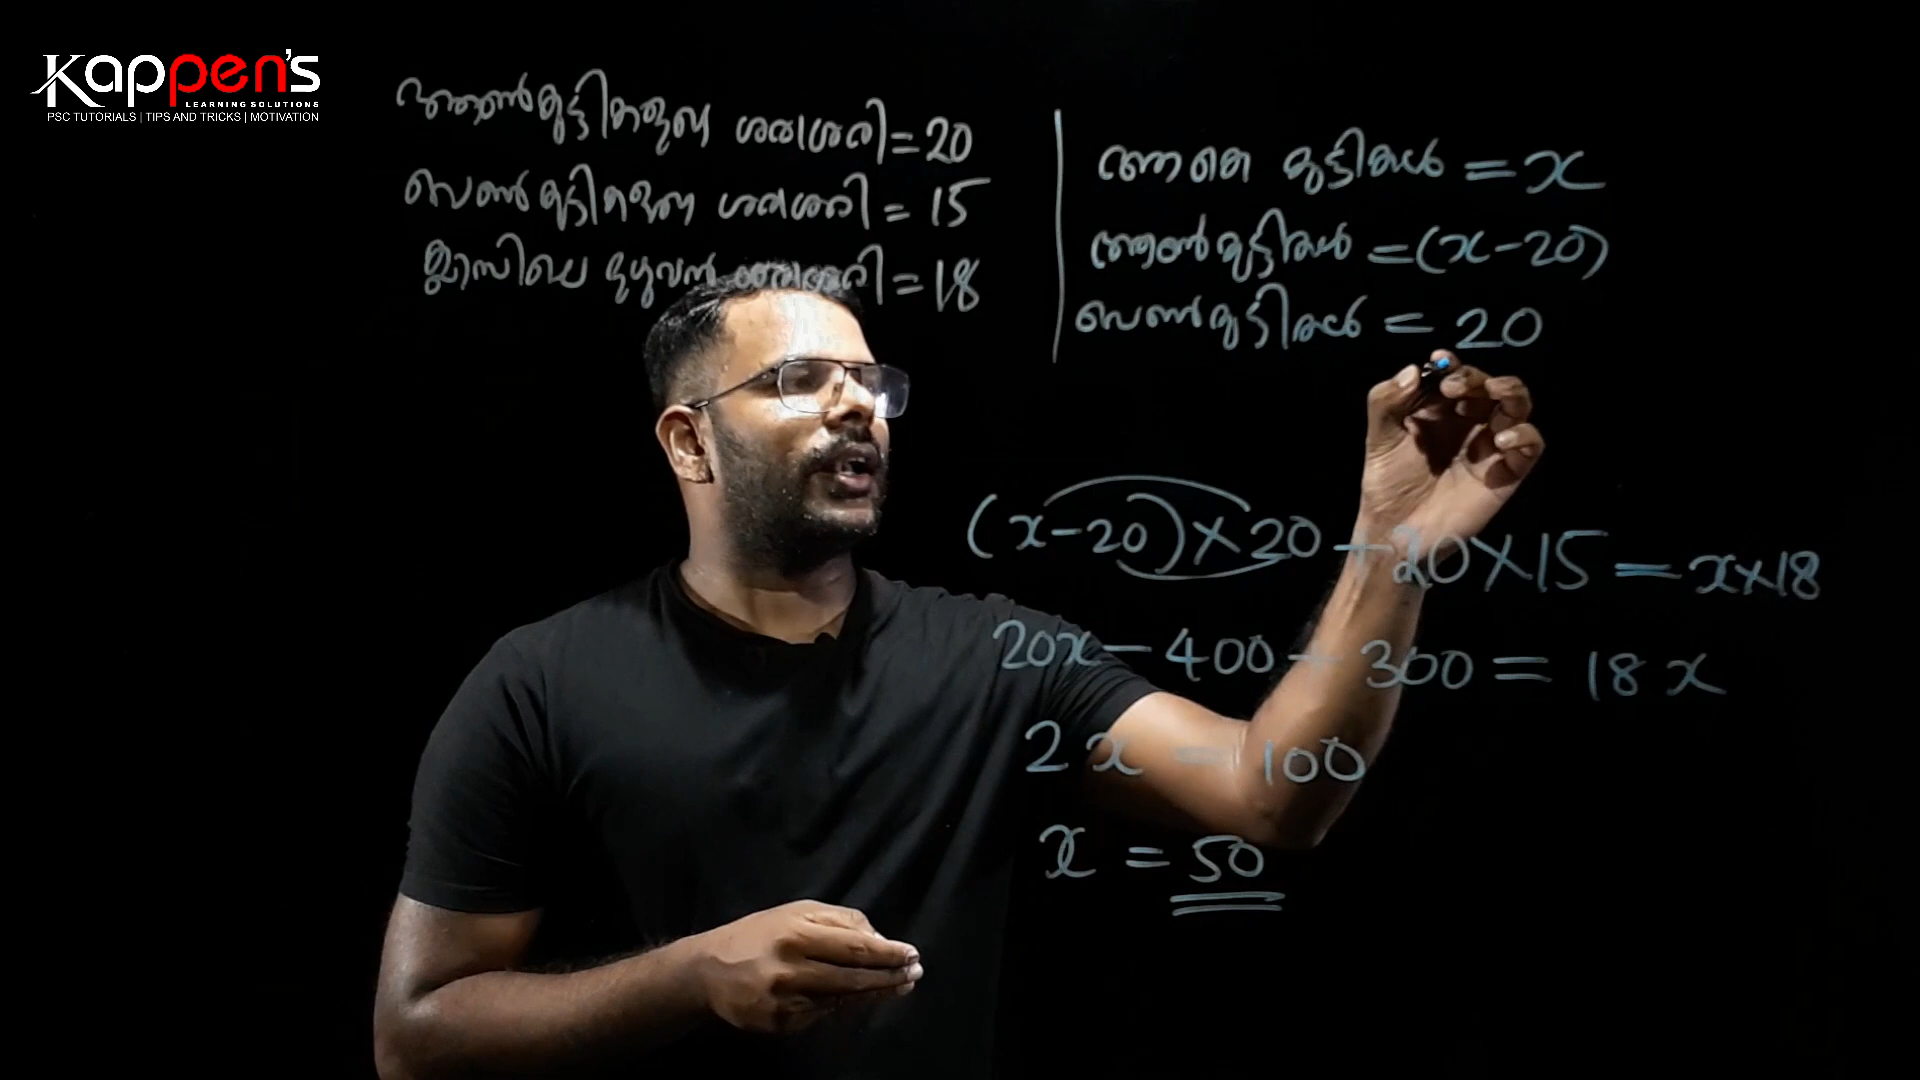 Kappen's
LEARNING SOLUTIONS
PSC TUTORIALS | TIPS AND TRICKS | MOTIVATION
ആൺകുട്ടികളുടെ ശരാശരി = 20
പെൺകുട്ടികളുടെ ശരാശരി = 15
ക്ലാസിലെ മുഴുവൻ ശരാശരി = 18
ആകെ കുട്ടികൾ = x
ആൺകുട്ടികൾ = (x-20)
പെൺകുട്ടികൾ = 20
(x-20)×20 + 20×15 = x×18
20x - 400 + 300 = 18x
2x = 100
x = 50